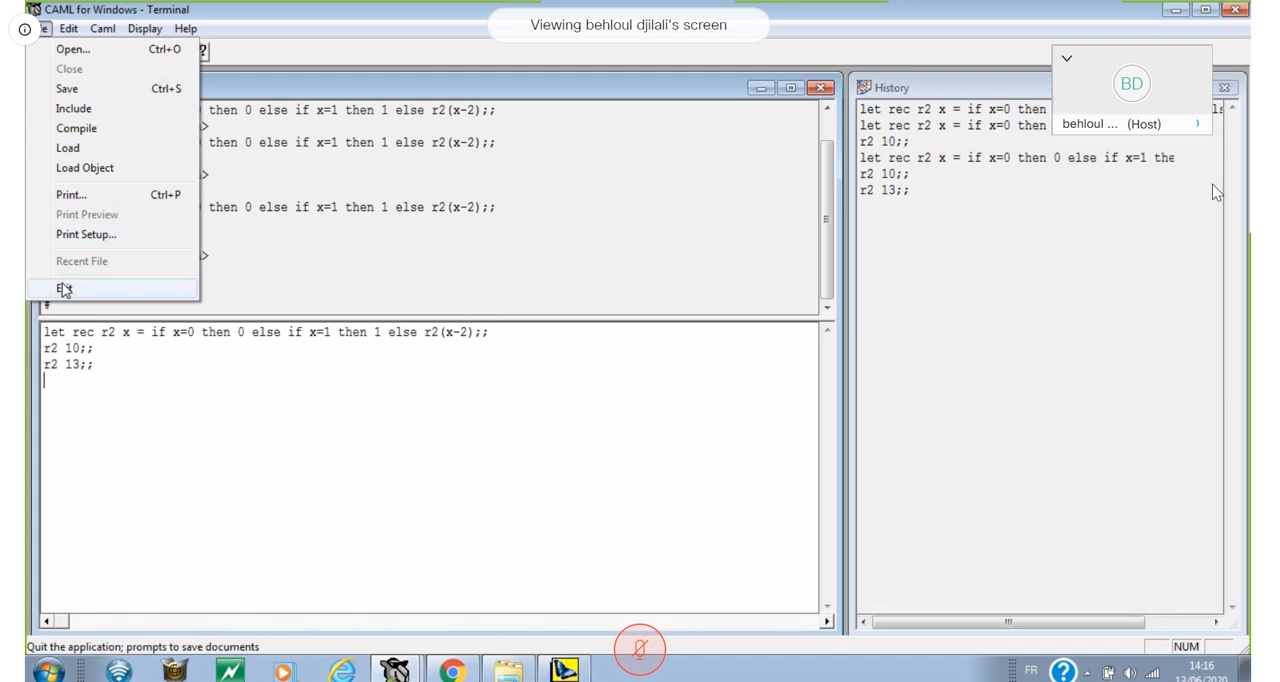 CAML for Windows - Terminal
Viewing behloul djilali's screen
Edit Caml Display Help
Open... Ctrl+O
Close
Save Ctrl+S
Include
Compile
Load
Load Object
Print... Ctrl+P
Print Preview
Print Setup...
Recent File
then 0 else if x=1 then 1 else r2(x-2);;
>
then 0 else if x=1 then 1 else r2(x-2);;
>
then 0 else if x=1 then 1 else r2(x-2);;
>
#
let rec r2 x = if x=0 then 0 else if x=1 then 1 else r2(x-2);;
r2 10;;
r2 13;;
History
let rec r2 x = if x=0 then
let rec r2 x = if x=0 then
r2 10;;
let rec r2 x = if x=0 then 0 else if x=1 the
r2 10;;
r2 13;;
BD
behloul ... (Host)
Quit the application; prompts to save documents
NUM
FR
14:16
13/06/2020